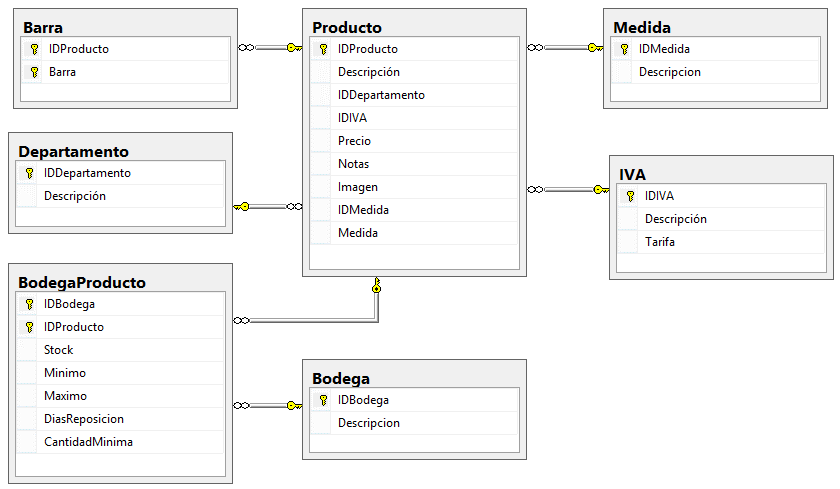 Barra
IDProducto
Barra
Producto
IDProducto
Descripción
IDDepartamento
IDIVA
Precio
Notas
Imagen
IDMedida
Medida
Medida
IDMedida
Descripcion
Departamento
IDDepartamento
Descripción
IVA
IDIVA
Descripción
Tarifa
BodegaProducto
IDBodega
IDProducto
Stock
Minimo
Maximo
DiasReposicion
CantidadMinima
Bodega
IDBodega
Descripcion